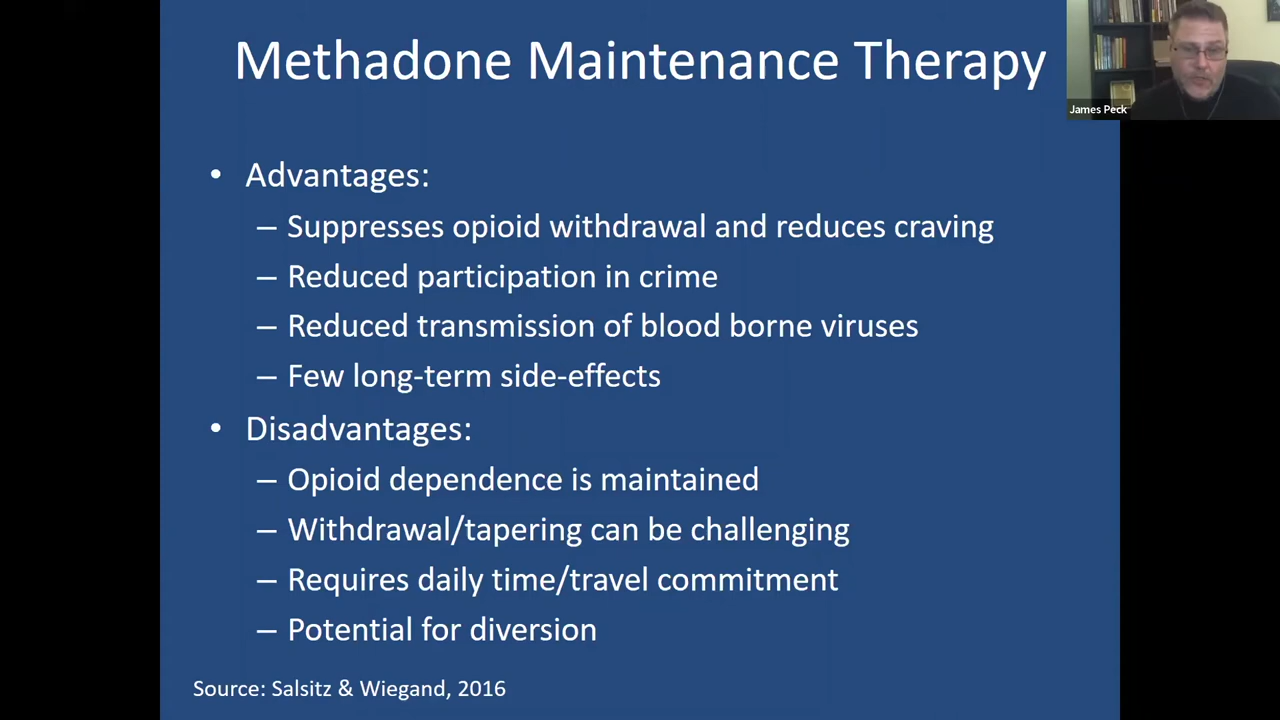 Methadone Maintenance Therapy
James Peck
• Advantages:
– Suppresses opioid withdrawal and reduces craving
– Reduced participation in crime
– Reduced transmission of blood borne viruses
– Few long-term side-effects
• Disadvantages:
– Opioid dependence is maintained
– Withdrawal/tapering can be challenging
– Requires daily time/travel commitment
– Potential for diversion
Source: Salsitz & Wiegand, 2016